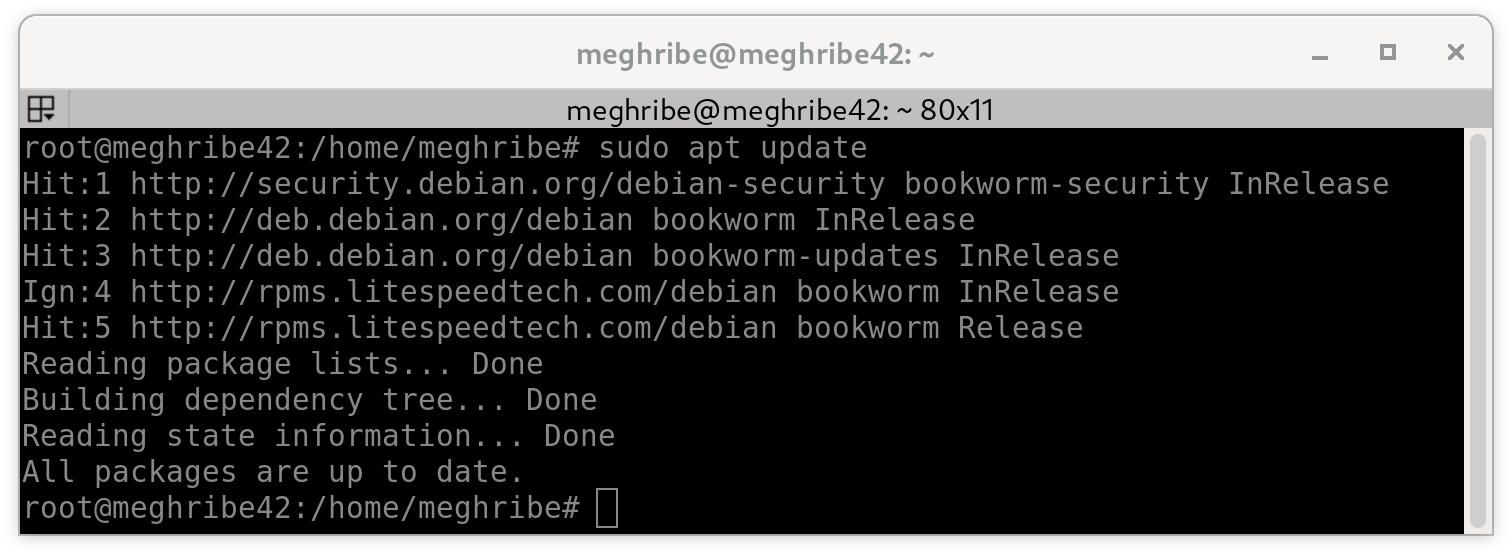 meghribe@meghribe42: ~
meghribe@meghribe42: ~ 80x11
root@meghribe42:/home/meghribe# sudo apt update
Hit:1 http://security.debian.org/debian-security bookworm-security InRelease
Hit:2 http://deb.debian.org/debian bookworm InRelease
Hit:3 http://deb.debian.org/debian bookworm-updates InRelease
Ign:4 http://rpms.litespeedtech.com/debian bookworm InRelease
Hit:5 http://rpms.litespeedtech.com/debian bookworm Release
Reading package lists... Done
Building dependency tree... Done
Reading state information... Done
All packages are up to date.
root@meghribe42:/home/meghribe#